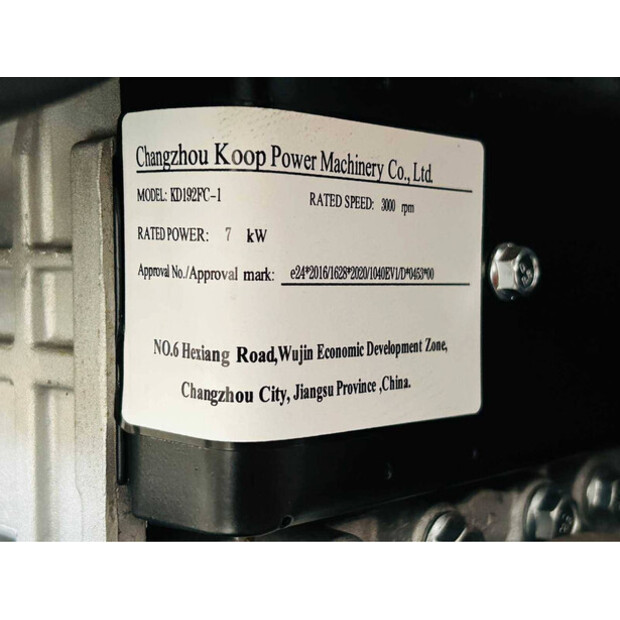 Changzhou Koop Power Machinery Co., Ltd.
MODEL: KD192FC-1 RATED SPEED: 3000 rpm
RATED POWER: 7 kW
Approval No./Approval mark: e24*2016/1628*2020/1040EV1/D*0453*00
NO.6 Hexiang Road,Wujin Economic Development Zone,
Changzhou City, Jiangsu Province ,China.